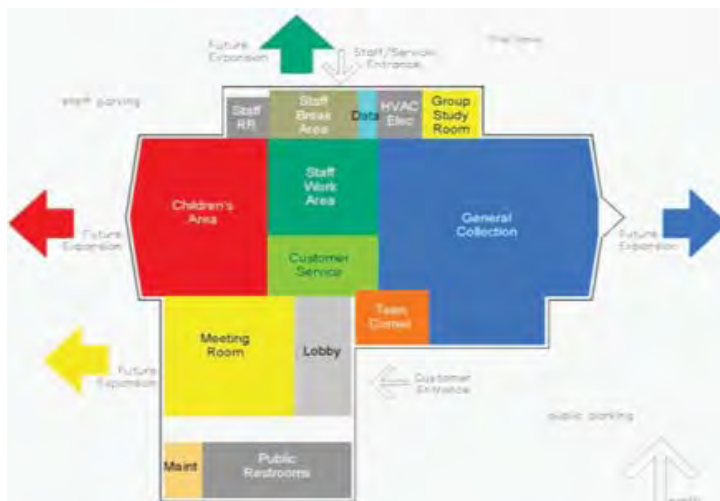 Future
Expansion
Staff/Service
Entrance
staff parking
Staff
RR
Staff
Break
Area
Data
HVAC
Elec
Group
Study
Room
Children's
Area
Staff
Work
Area
General
Collection
Future
Expansion
Future
Expansion
Customer
Service
Teen
Corner
Meeting
Room
Lobby
Future
Expansion
Customer
Entrance
public parking
Maint
Public
Restrooms